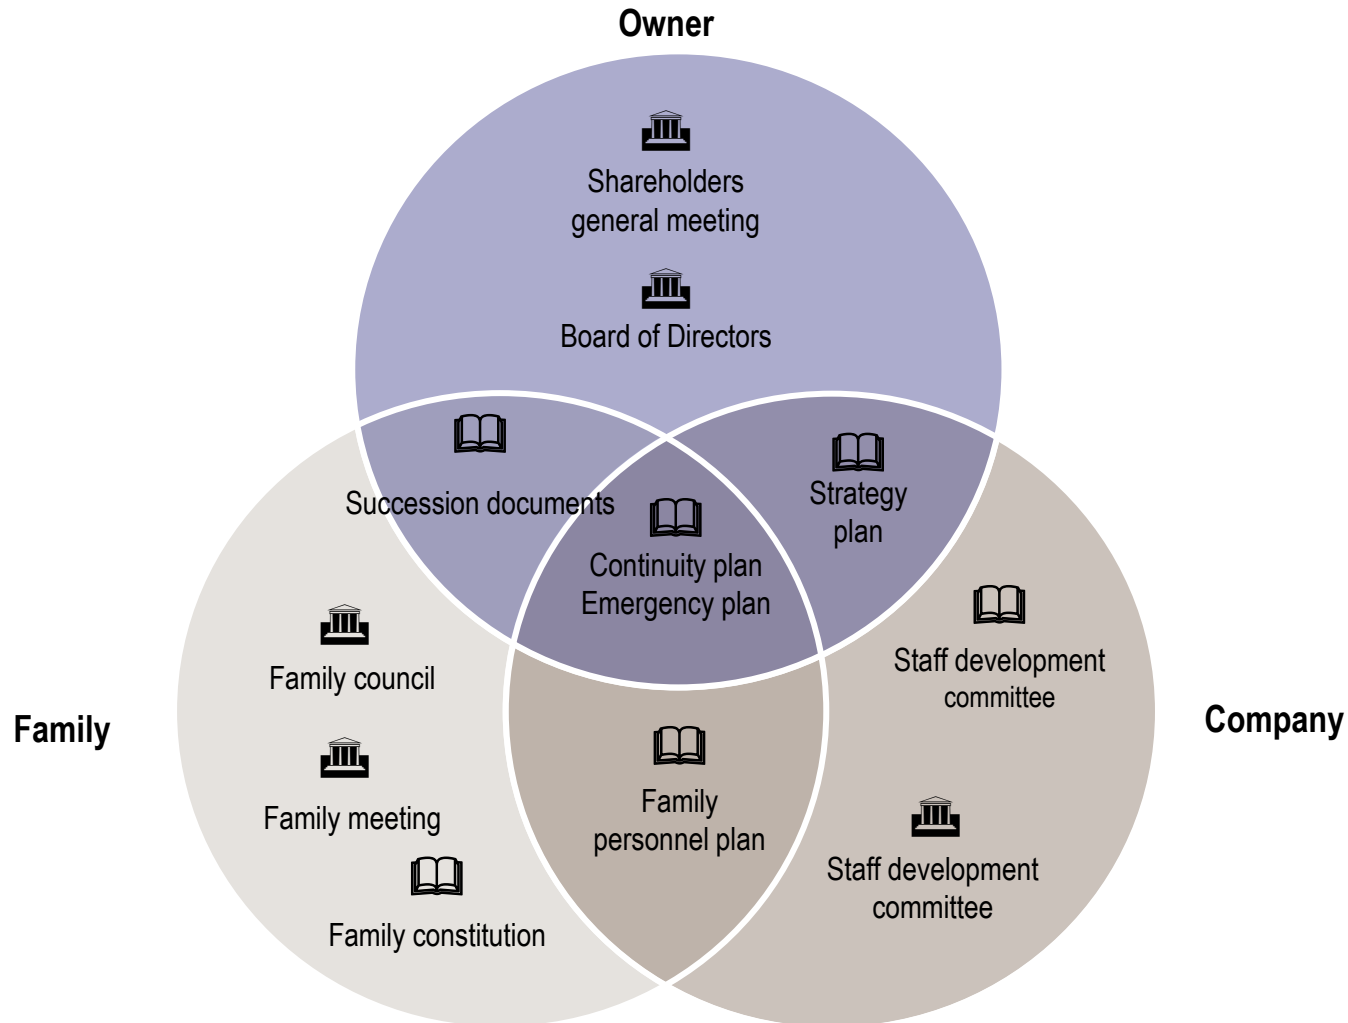 Owner
Shareholders
general meeting
Board of Directors
Succession documents
Strategy
plan
Continuity plan
Emergency plan
Family council
Staff development
committee
Family
Company
Family meeting
Family
personnel plan
Staff development
committee
Family constitution